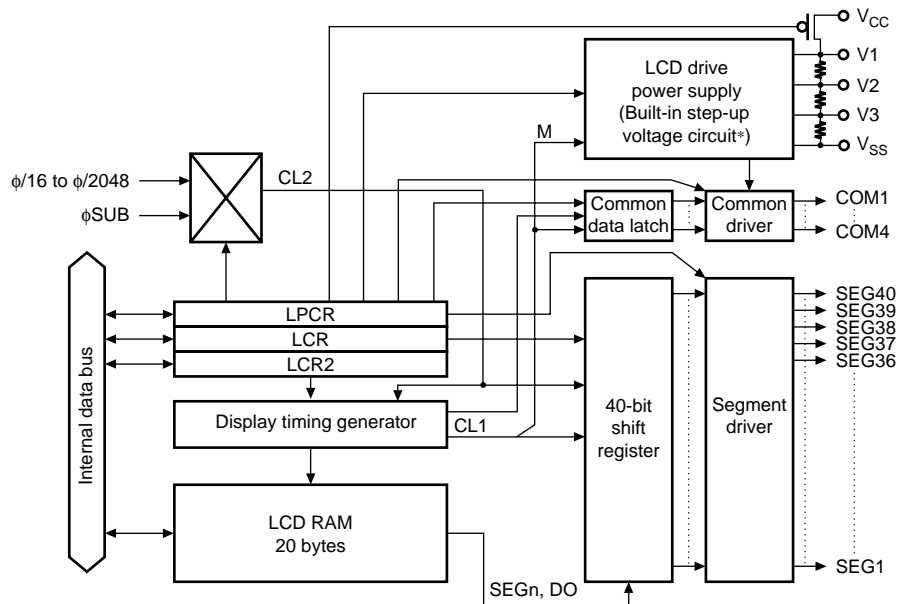 V_CC
LCD drive
power supply
(Built-in step-up
voltage circuit*)
V1
V2
V3
V_SS
M
ϕ/16 to ϕ/2048
ϕSUB
CL2
Common
data latch
Common
driver
COM1
COM4
Internal data bus
LPCR
LCR
LCR2
Display timing generator
CL1
40-bit
shift
register
Segment
driver
SEG40
SEG39
SEG38
SEG37
SEG36
SEG1
LCD RAM
20 bytes
SEGn, DO